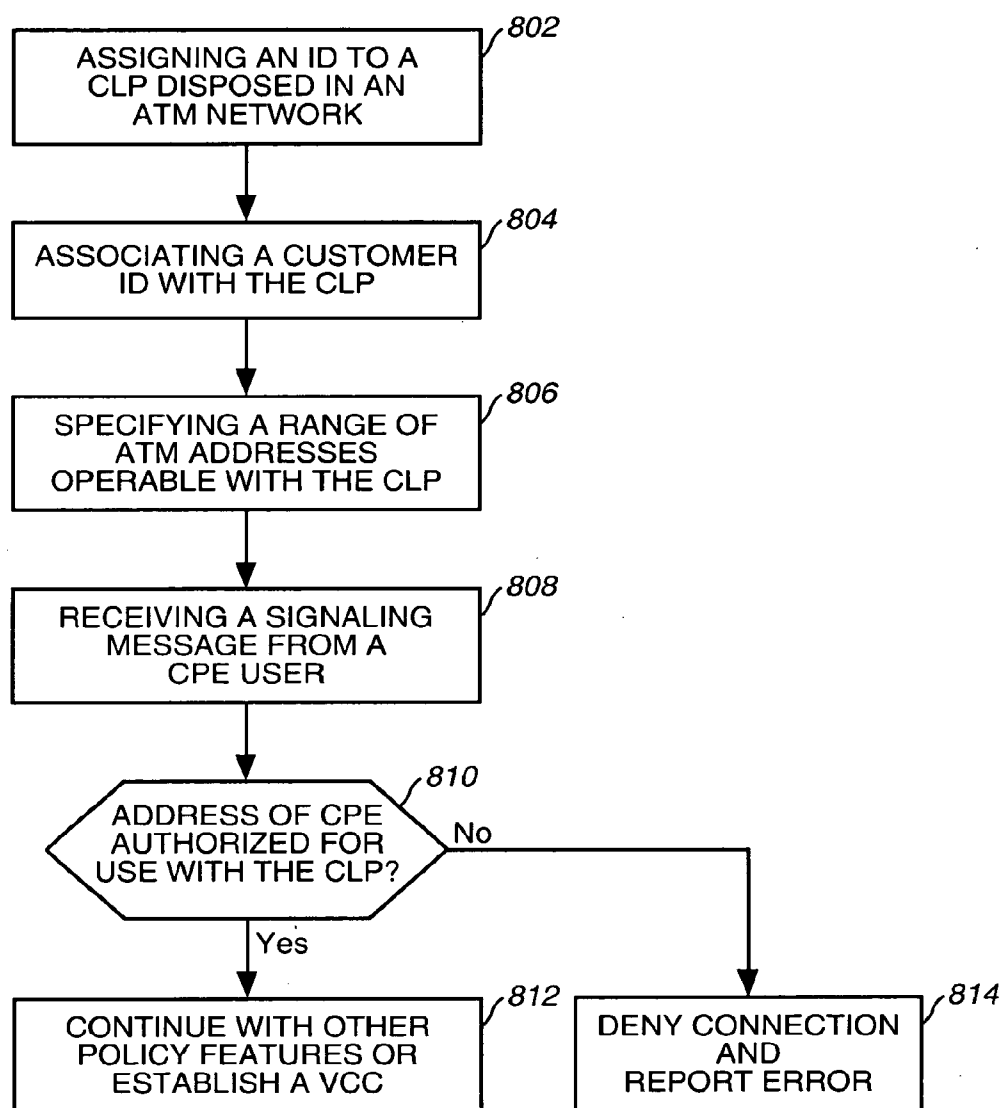 802
ASSIGNING AN ID TO A
CLP DISPOSED IN AN
ATM NETWORK
804
ASSOCIATING A CUSTOMER
ID WITH THE CLP
806
SPECIFYING A RANGE OF
ATM ADDRESSES
OPERABLE WITH THE CLP
808
RECEIVING A SIGNALING
MESSAGE FROM A
CPE USER
810
ADDRESS OF CPE
AUTHORIZED FOR
USE WITH THE CLP?
No
Yes
812
CONTINUE WITH OTHER
POLICY FEATURES OR
ESTABLISH A VCC
814
DENY CONNECTION
AND
REPORT ERROR